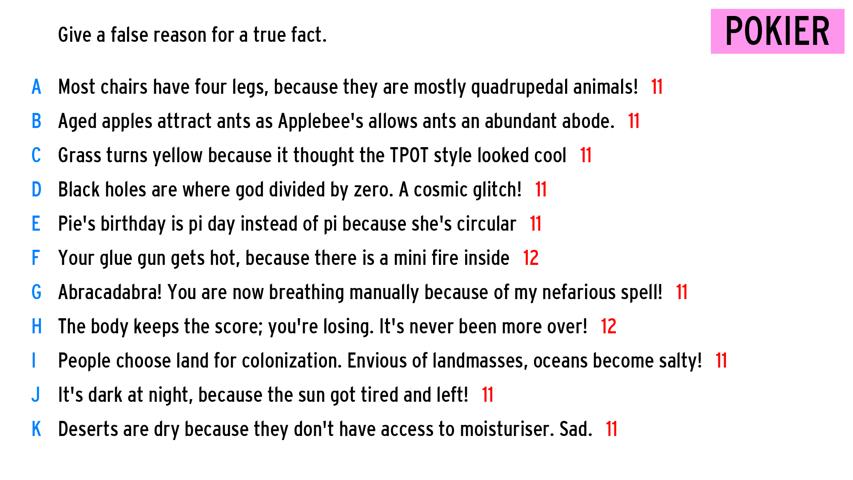 Give a false reason for a true fact.
POKIER
A Most chairs have four legs, because they are mostly quadrupedal animals! 11
B Aged apples attract ants as Applebee's allows ants an abundant abode. 11
C Grass turns yellow because it thought the TPOT style looked cool 11
D Black holes are where god divided by zero. A cosmic glitch! 11
E Pie's birthday is pi day instead of pi because she's circular 11
F Your glue gun gets hot, because there is a mini fire inside 12
G Abracadabra! You are now breathing manually because of my nefarious spell! 11
H The body keeps the score; you're losing. It's never been more over! 12
I People choose land for colonization. Envious of landmasses, oceans become salty! 11
J It's dark at night, because the sun got tired and left! 11
K Deserts are dry because they don't have access to moisturiser. Sad. 11